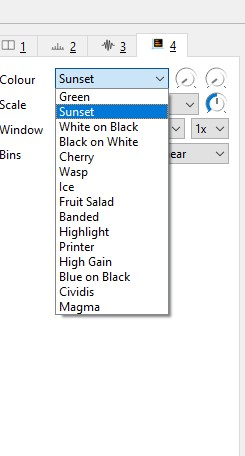 1 2 3 4
Colour Sunset
Green
Scale
Sunset
White on Black
Window
1x
Black on White
Bins
ear
Cherry
Wasp
Ice
Fruit Salad
Banded
Highlight
Printer
High Gain
Blue on Black
Cividis
Magma